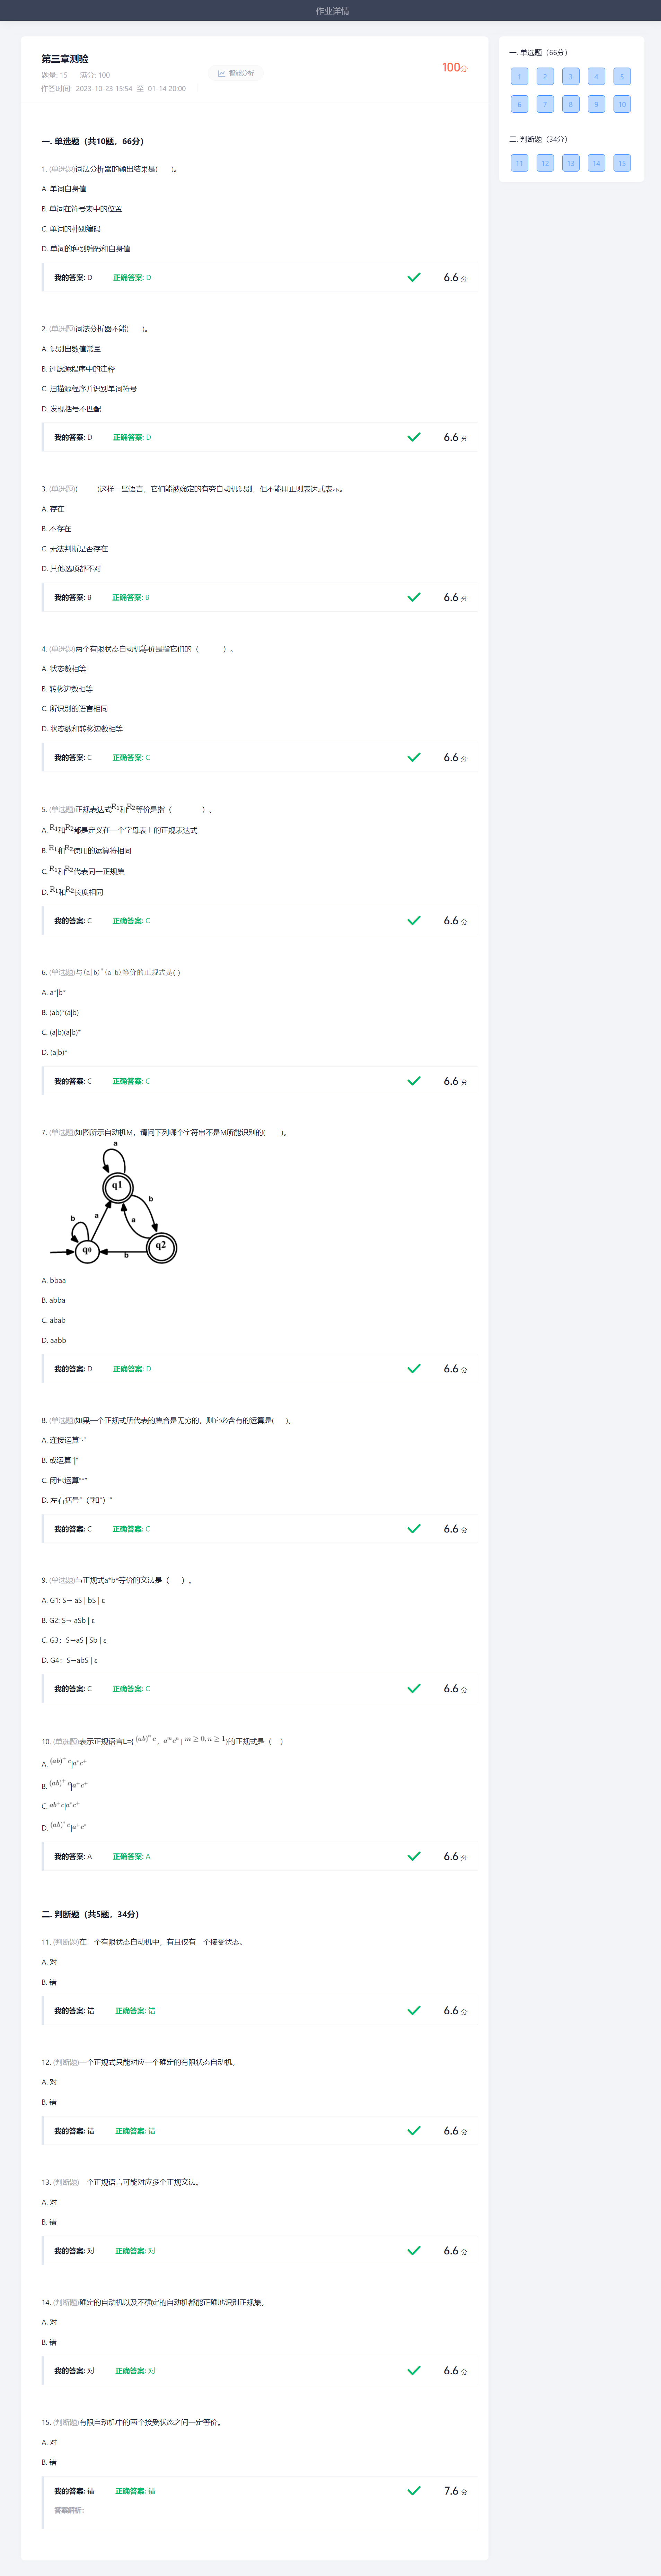 作业详情
第三章测验
题量: 15 满分: 100
作答时间: 2023-10-23 15:54 至 01-14 20:00
智能分析
100分
一. 单选题（66分）
1 2 3 4 5
6 7 8 9 10
二. 判断题（34分）
11 12 13 14 15
一. 单选题（共10题，66分）
1. (单选题)词法分析器的输出结果是( )。
A. 单词自身值
B. 单词在符号表中的位置
C. 单词的种别编码
D. 单词的种别编码和自身值
我的答案: D 正确答案: D 6.6 分
2. (单选题)词法分析器不能( )。
A. 识别出数值常量
B. 过滤源程序中的注释
C. 扫描源程序并识别单词符号
D. 发现括号不匹配
我的答案: D 正确答案: D 6.6 分
3. (单选题)( )这样一些语言，它们能被确定的有穷自动机识别，但不能用正则表达式表示。
A. 存在
B. 不存在
C. 无法判断是否存在
D. 其他选项都不对
我的答案: B 正确答案: B 6.6 分
4. (单选题)两个有限状态自动机等价是指它们的（ ）。
A. 状态数相等
B. 转移边数相等
C. 所识别的语言相同
D. 状态数和转移边数相等
我的答案: C 正确答案: C 6.6 分
5. (单选题)正规表达式R₁和R₂等价是指（ ）。
A. R₁和R₂都是定义在一个字母表上的正规表达式
B. R₁和R₂使用的运算符相同
C. R₁和R₂代表同一正规集
D. R₁和R₂长度相同
我的答案: C 正确答案: C 6.6 分
6. (单选题)与(a|b)*(a|b)等价的正规式是( )
A. a*|b*
B. (ab)*(a|b)
C. (a|b)(a|b)*
D. (a|b)*
我的答案: C 正确答案: C 6.6 分
7. (单选题)如图所示自动机M，请问下列哪个字符串不是M所能识别的( )。
a
q1
b
b a a
q0 q2
b
A. bbaa
B. abba
C. abab
D. aabb
我的答案: D 正确答案: D 6.6 分
8. (单选题)如果一个正规式所代表的集合是无穷的，则它必含有的运算是( )。
A. 连接运算“·”
B. 或运算“|”
C. 闭包运算“*”
D. 左右括号“（”和“）”
我的答案: C 正确答案: C 6.6 分
9. (单选题)与正规式a*b*等价的文法是（ ）。
A. G1: S→ aS | bS | ε
B. G2: S→ aSb | ε
C. G3：S→aS | Sb | ε
D. G4：S→abS | ε
我的答案: C 正确答案: C 6.6 分
10. (单选题)表示正规语言L={(ab)ⁿc，aᵐcⁿ | m ≥ 0, n ≥ 1}的正规式是（ ）
A. (ab)⁺c|a*c⁺
B.
C.
D.
我的答案: A 正确答案: A 6.6 分
二. 判断题（共5题，34分）
11. (判断题)在一个有限状态自动机中，有且仅有一个接受状态。
A. 对
B. 错
我的答案: 错 正确答案: 错 6.6 分
12. (判断题)一个正规式只能对应一个确定的有限状态自动机。
A. 对
B. 错
我的答案: 错 正确答案: 错 6.6 分
13. (判断题)一个正规语言可能对应多个正规文法。
A. 对
B. 错
我的答案: 对 正确答案: 对 6.6 分
14. (判断题)确定的自动机以及不确定的自动机都能正确地识别正规集。
A. 对
B. 错
我的答案: 对 正确答案: 对 6.6 分
15. (判断题)有限自动机中的两个接受状态之间一定等价。
A. 对
B. 错
我的答案: 错 正确答案: 错 7.6 分
答案解析: